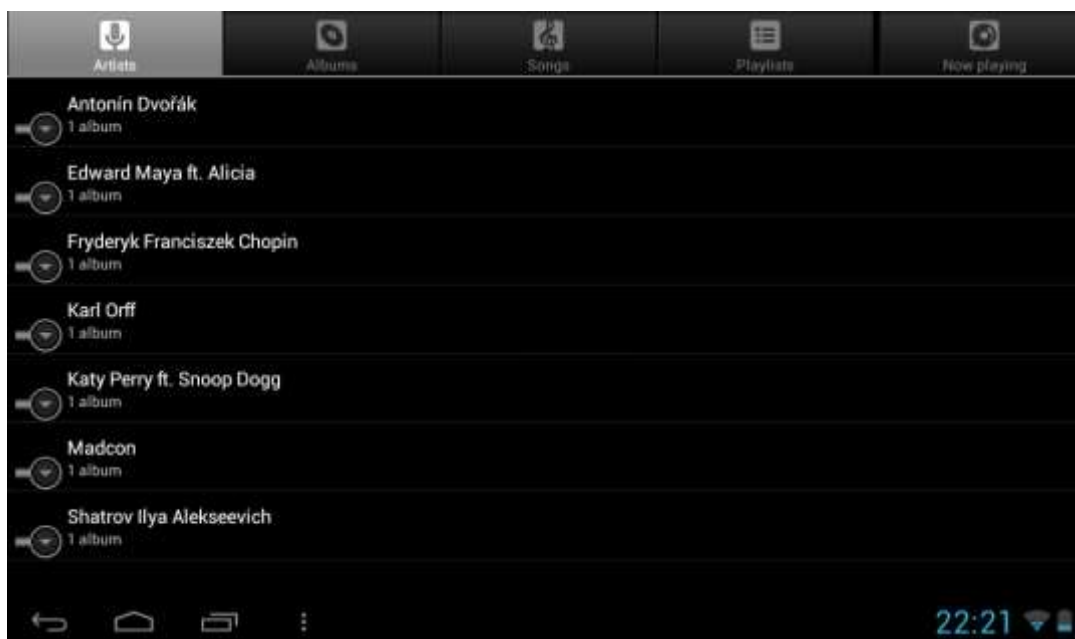 Artists
Albums
Songs
Playlists
Now playing
Antonín Dvořák
1 album
Edward Maya ft. Alicia
1 album
Fryderyk Franciszek Chopin
1 album
Karl Orff
1 album
Katy Perry ft. Snoop Dogg
1 album
Madcon
1 album
Shatrov Ilya Alekseevich
1 album
22:21